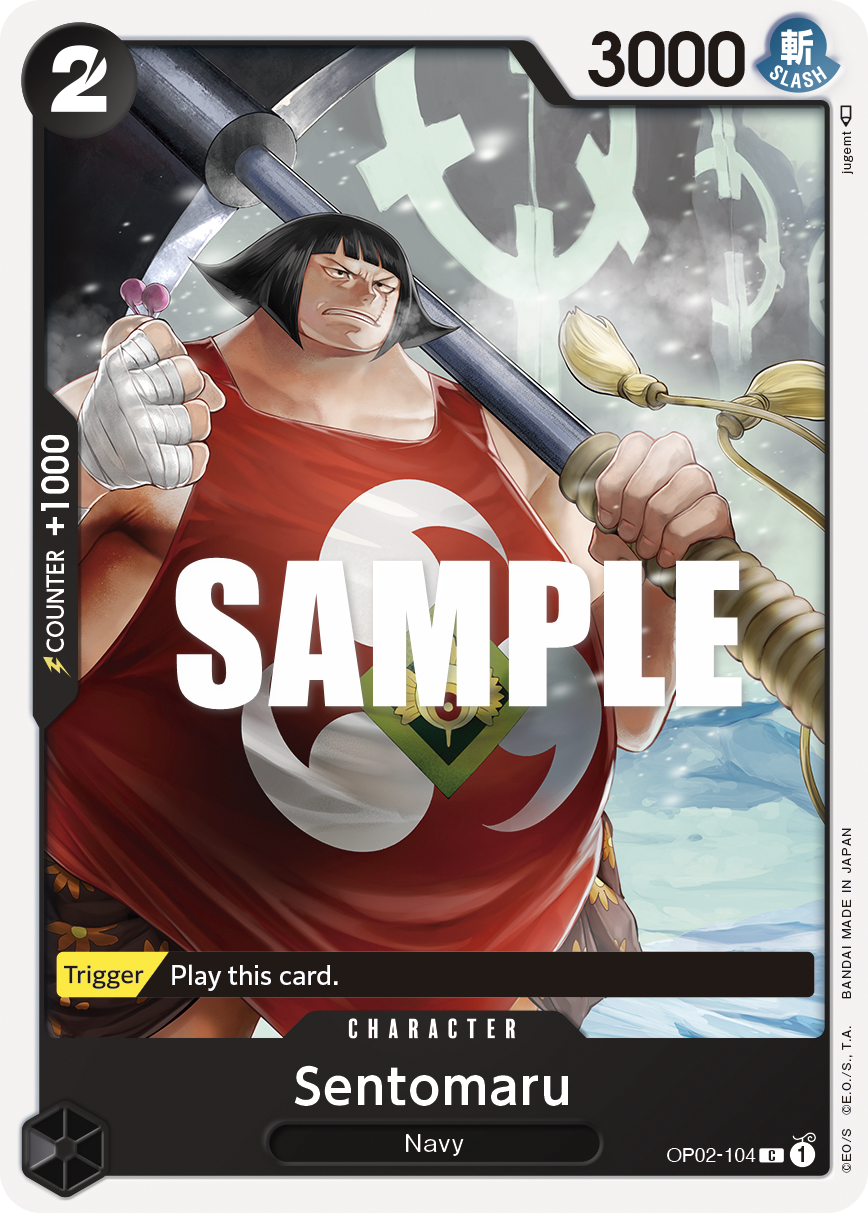 2
3000
斬
SLASH
jugemt
COUNTER +1000
SAMPLE
Trigger Play this card.
CHARACTER
Sentomaru
Navy
OP02-104 C 1
©EO/S ©E.O./S., T.A. BANDAI MADE IN JAPAN